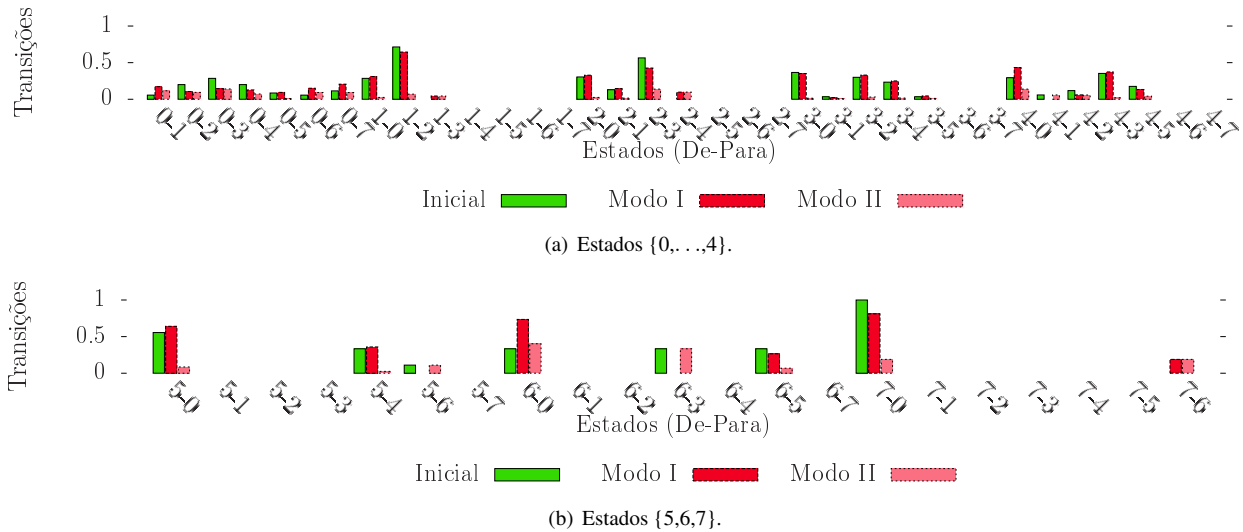 Transições
1
0.5
0
0-1 0-2 0-3 0-4 0-5 0-6 0-7 1-0 1-2 1-3 1-4 1-5 1-6 1-7 2-0 2-1 2-3 2-4 2-5 2-6 2-7 3-0 3-1 3-2 3-4 3-5 3-6 3-7 4-0 4-1 4-2 4-3 4-5 4-6 4-7
Estados (De-Para)
Inicial Modo I Modo II
(a) Estados {0,. . .,4}.
Transições
1
0.5
0
5-0 5-1 5-2 5-3 5-4 5-6 5-7 6-0 6-1 6-2 6-3 6-4 6-5 6-7 7-0 7-1 7-2 7-3 7-4 7-5 7-6
Estados (De-Para)
Inicial Modo I Modo II
(b) Estados {5,6,7}.